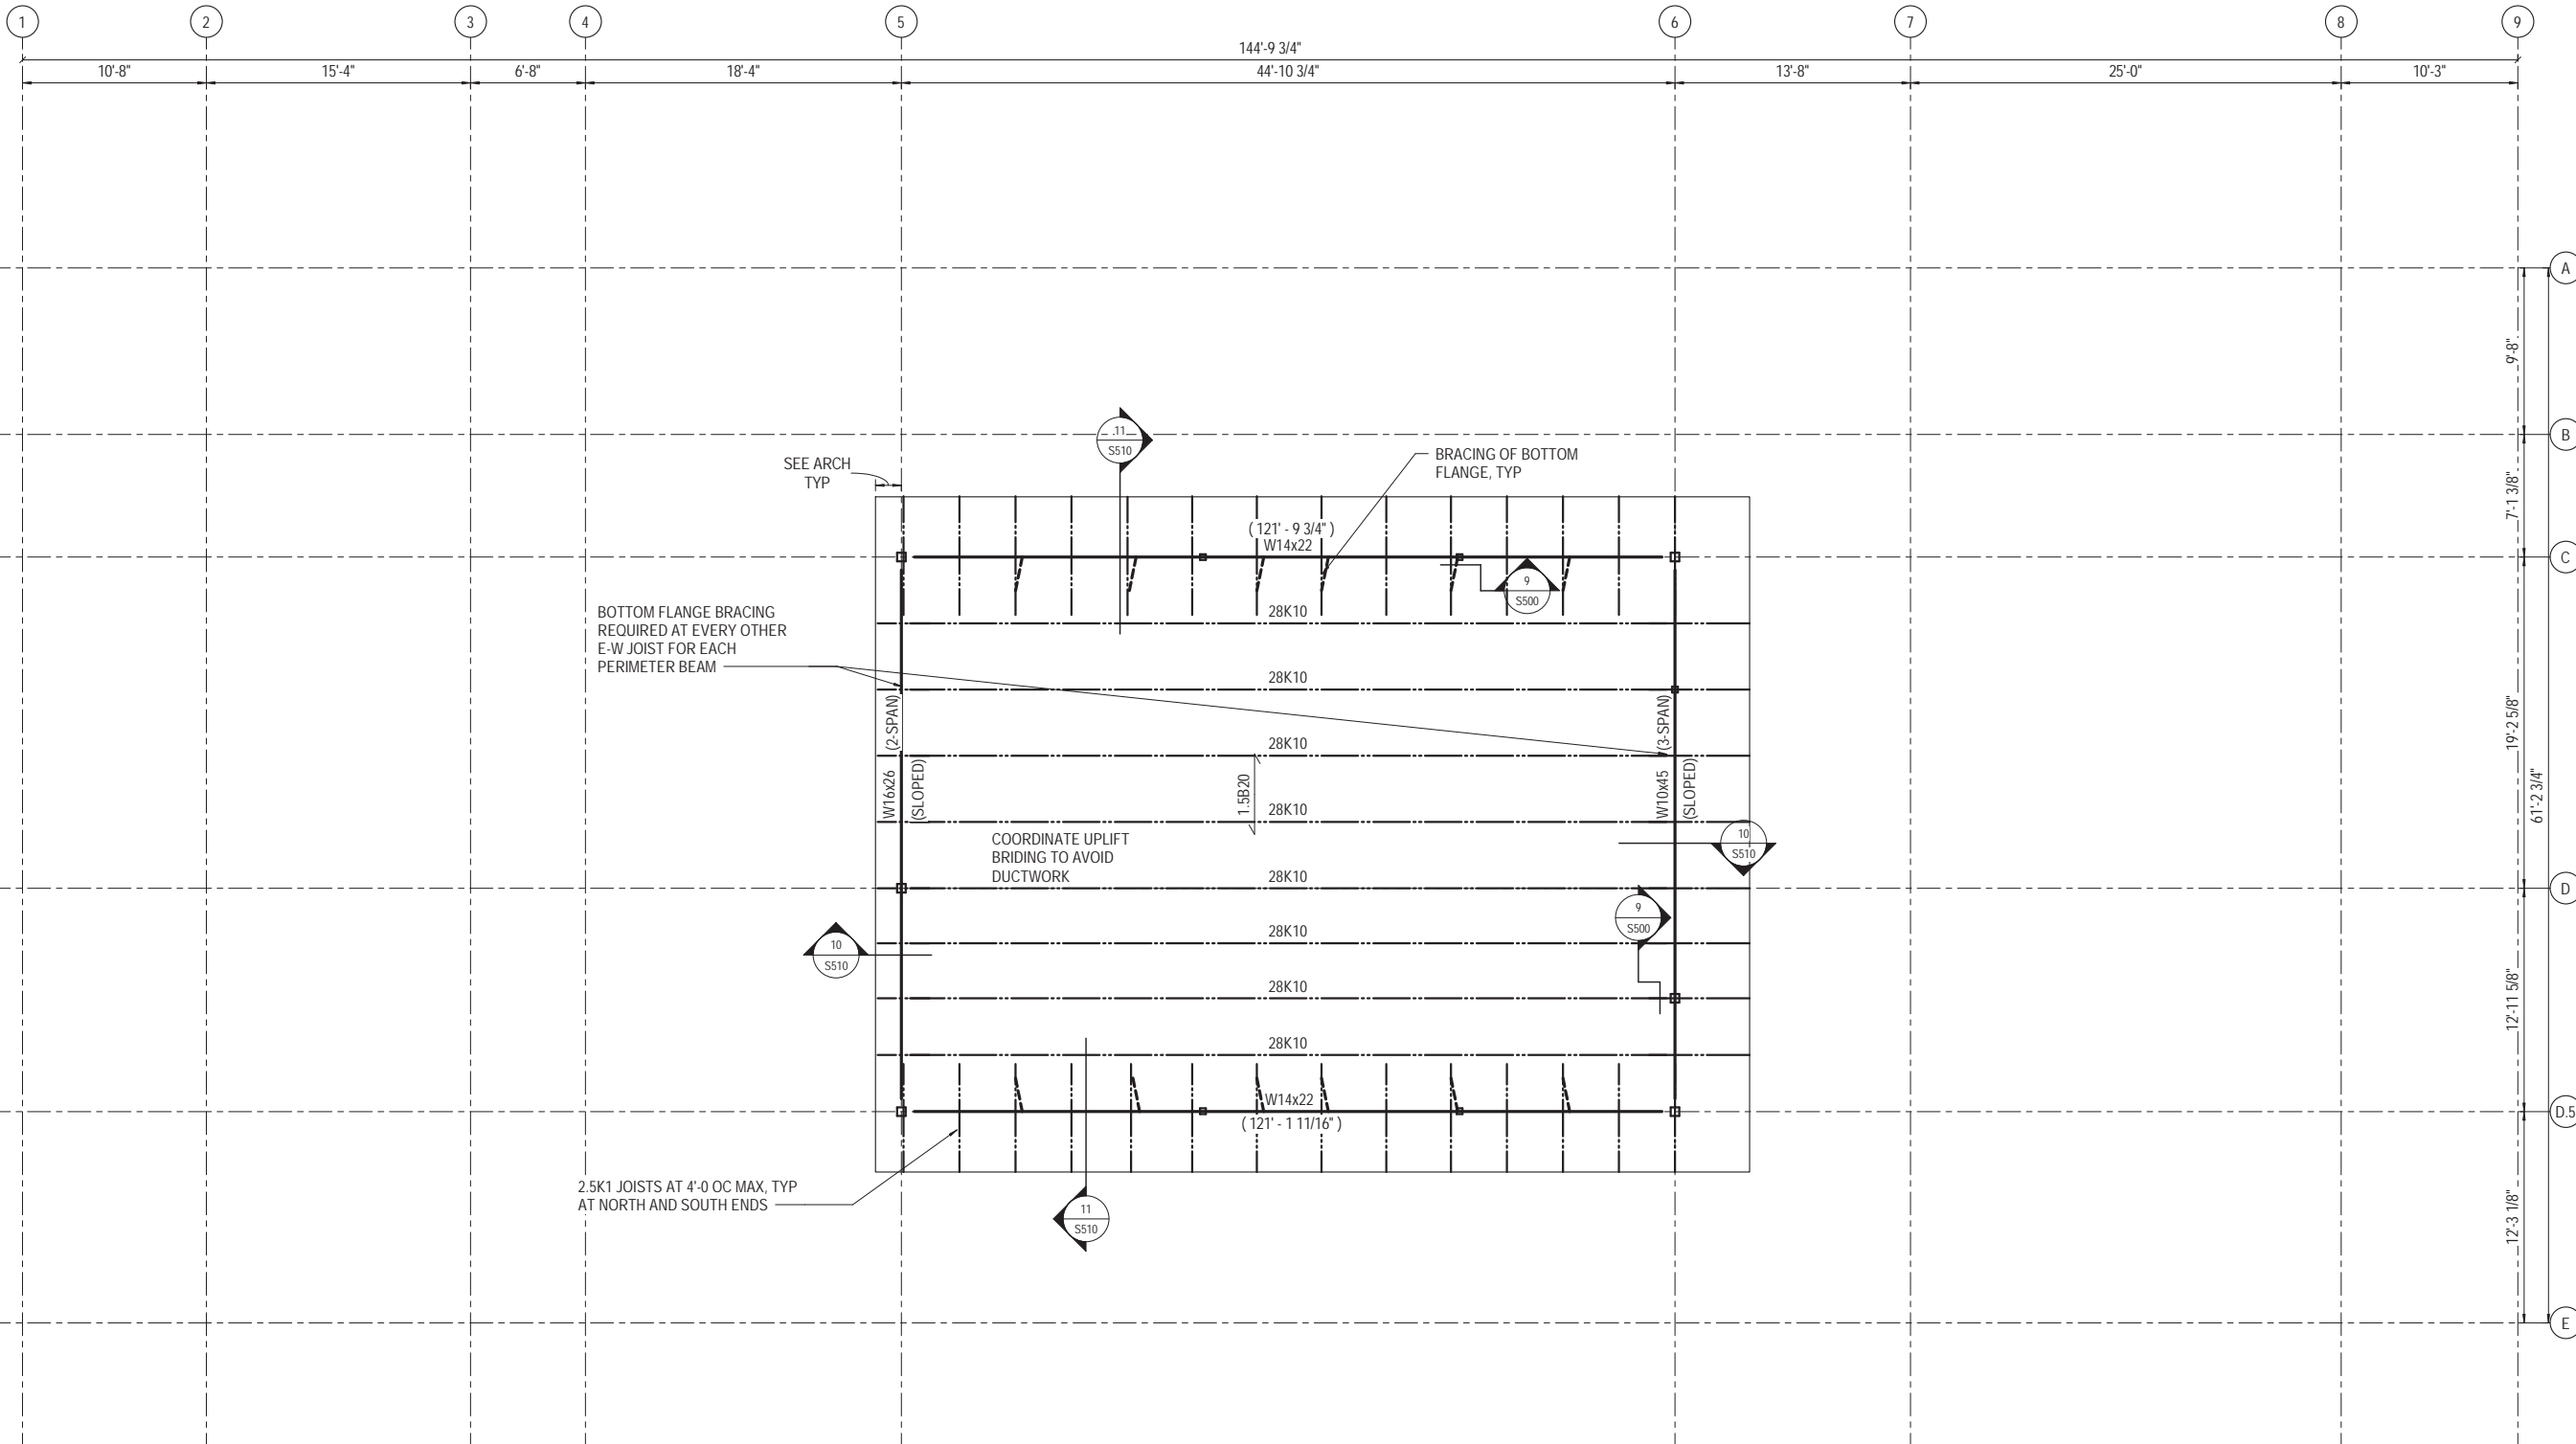 1
2
3
4
5
6
7
8
9
144'-9 3/4"
10'-8"
15'-4"
6'-8"
18'-4"
44'-10 3/4"
13'-8"
25'-0"
10'-3"
A
9'-8"
B
7'-1 3/8"
C
19'-2 5/8"
61'-2 3/4"
D
12'-11 5/8"
D.5
12'-3 1/8"
E
11
S510
SEE ARCH
TYP
BRACING OF BOTTOM
FLANGE, TYP
( 121' - 9 3/4" )
W14x22
9
S500
BOTTOM FLANGE BRACING
REQUIRED AT EVERY OTHER
E-W JOIST FOR EACH
PERIMETER BEAM
28K10
28K10
28K10
28K10
28K10
28K10
28K10
28K10
W16x26
(2-SPAN)
(SLOPED)
1.5B20
W10x45
(3-SPAN)
(SLOPED)
COORDINATE UPLIFT
BRIDING TO AVOID
DUCTWORK
10
S510
9
S500
10
S510
W14x22
( 121' - 1 11/16" )
2.5K1 JOISTS AT 4'-0 OC MAX, TYP
AT NORTH AND SOUTH ENDS
11
S510